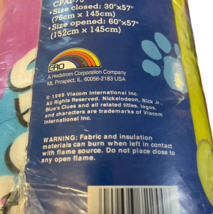 • Size closed: 30"x57"
(76cm x 145cm)
• Size opened: 60"x57"
(152cm x 145cm)
ERO
A Hedstrom Corporation Company
Mt. Prospect, IL 60056-2183 USA
© 1998 Viacom International Inc.
All Rights Reserved. Nickelodeon, Nick Jr.,
Blue's Clues and all related titles, logos,
and characters are trademarks of Viacom
International Inc.
WARNING: Fabric and insulation
materials can burn when left in contact
with flame source. Do not place close to
any open flame.